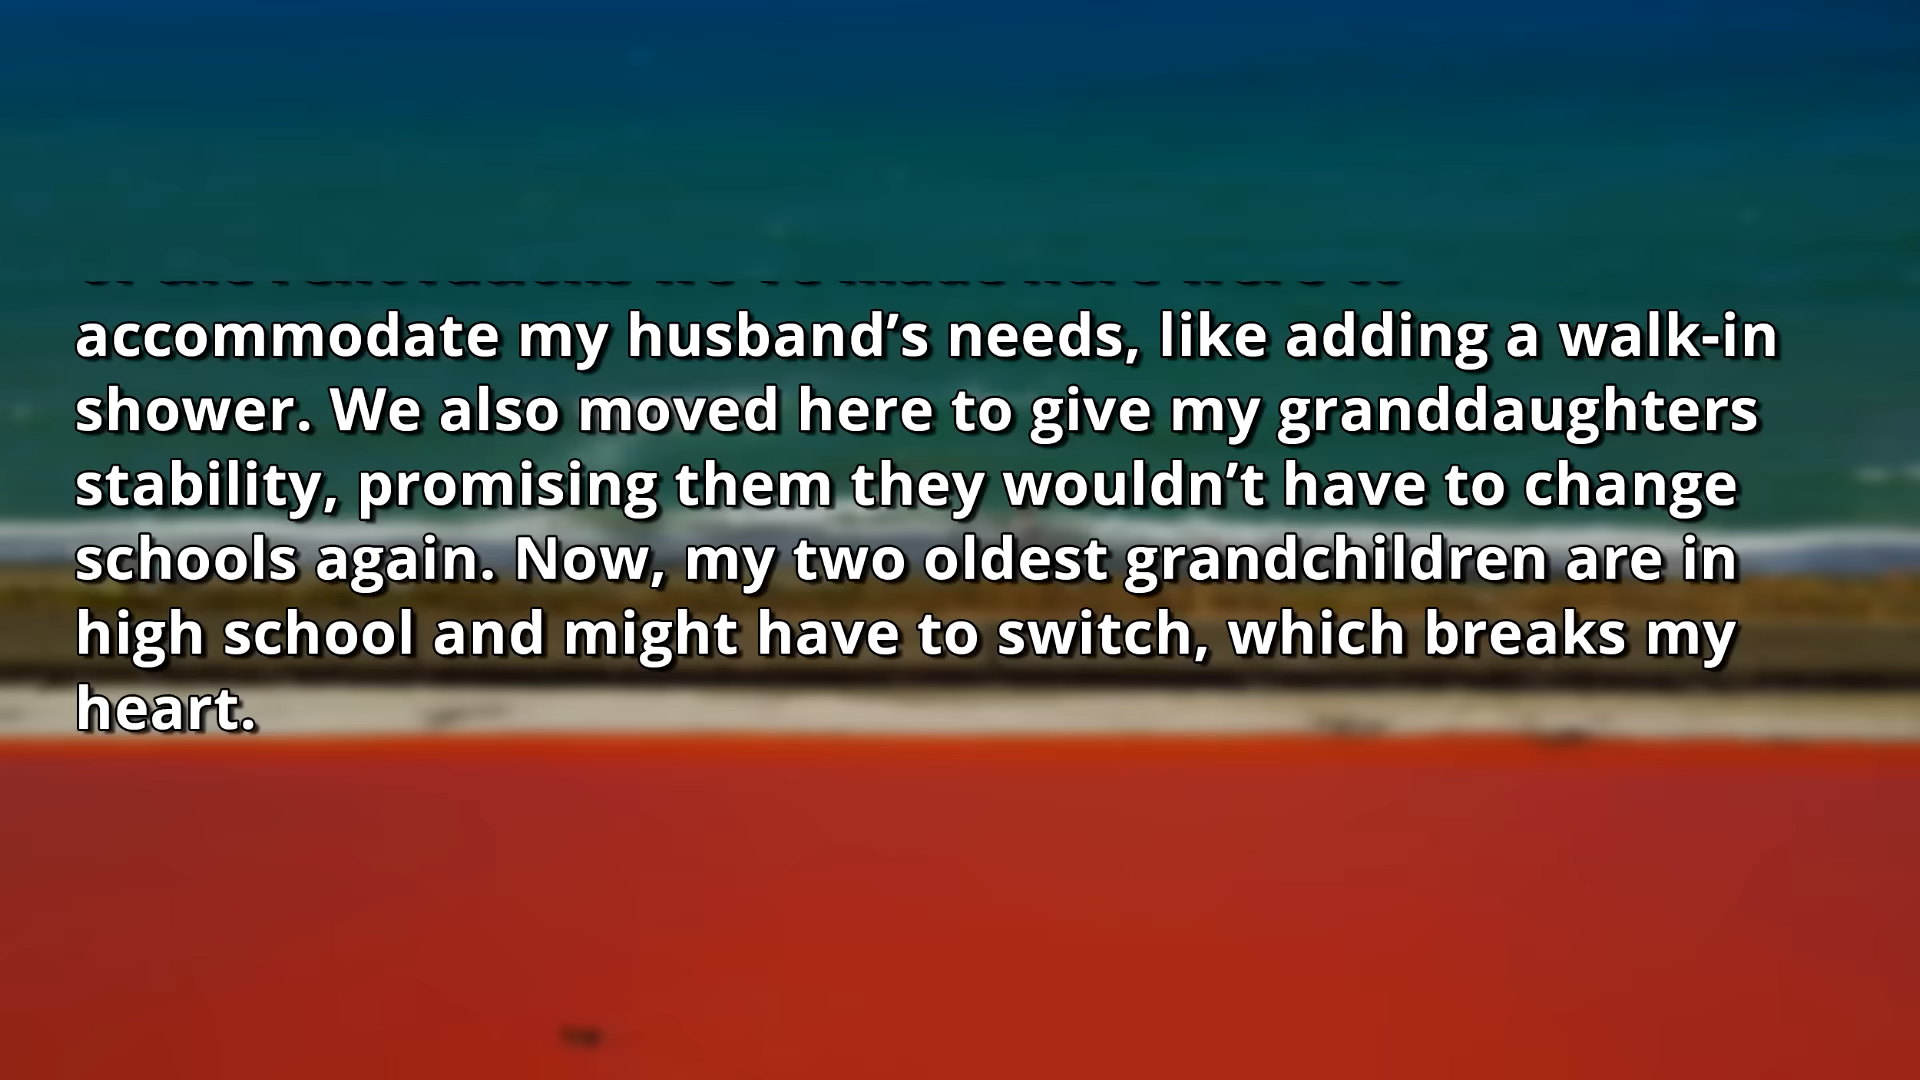 accommodate my husband’s needs, like adding a walk-in
shower. We also moved here to give my granddaughters
stability, promising them they wouldn’t have to change
schools again. Now, my two oldest grandchildren are in
high school and might have to switch, which breaks my
heart.